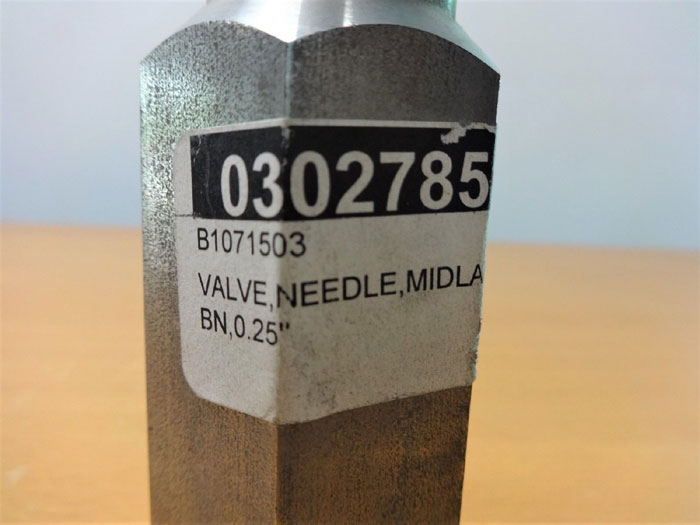 0302785
B1071503
VALVE,NEEDLE,MIDLA
BN,0.25"